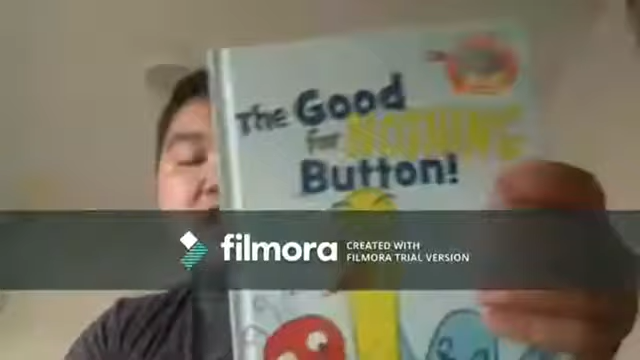 The Good
for NOTHING
Button!
filmora
CREATED WITH
FILMORA TRIAL VERSION